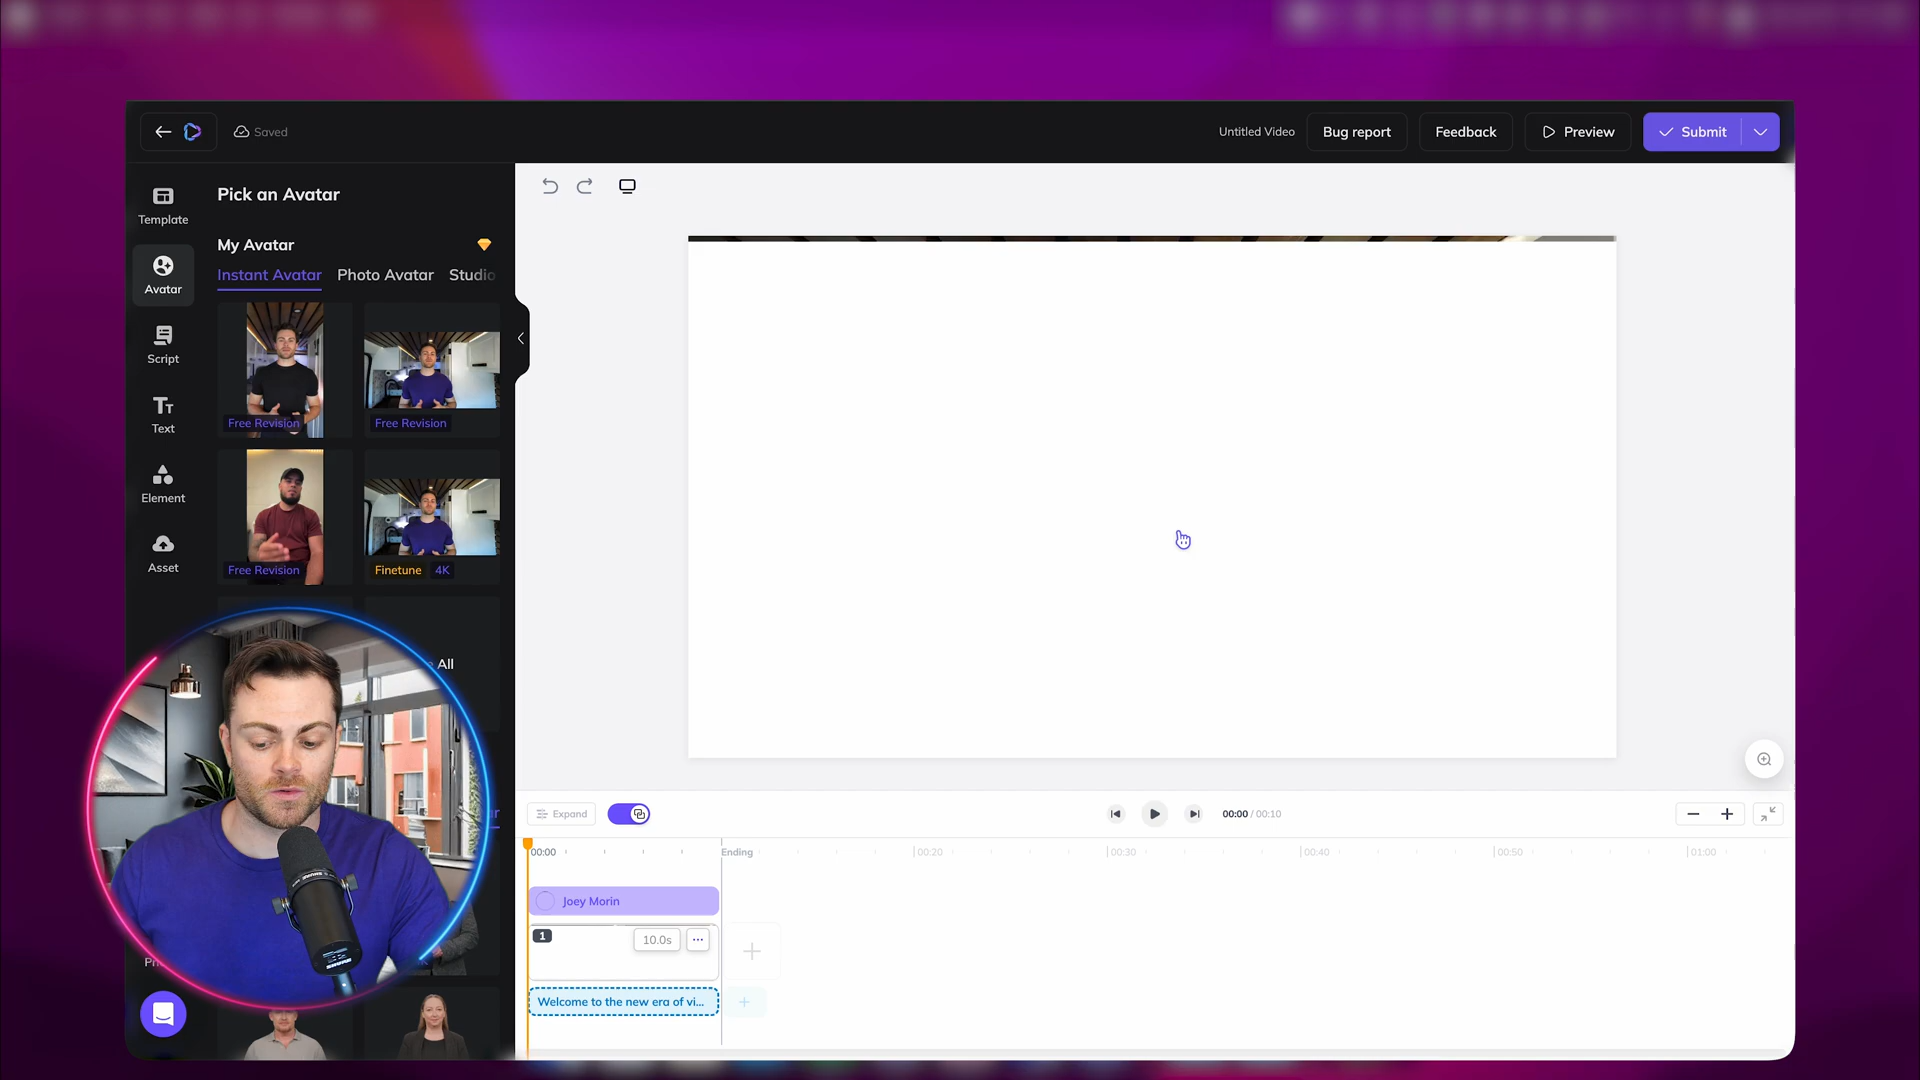 Saved
Untitled Video
Bug report
Feedback
Preview
Submit
Template
Avatar
Script
Text
Element
Asset
Pick an Avatar
My Avatar
Instant Avatar
Photo Avatar
Studio
Free Revision
Free Revision
Free Revision
Finetune
4K
All
Expand
00:00 / 00:10
00:00
Ending
00:20
00:30
00:40
00:50
01:00
Joey Morin
1
10.0s
Welcome to the new era of vi...
SHURE